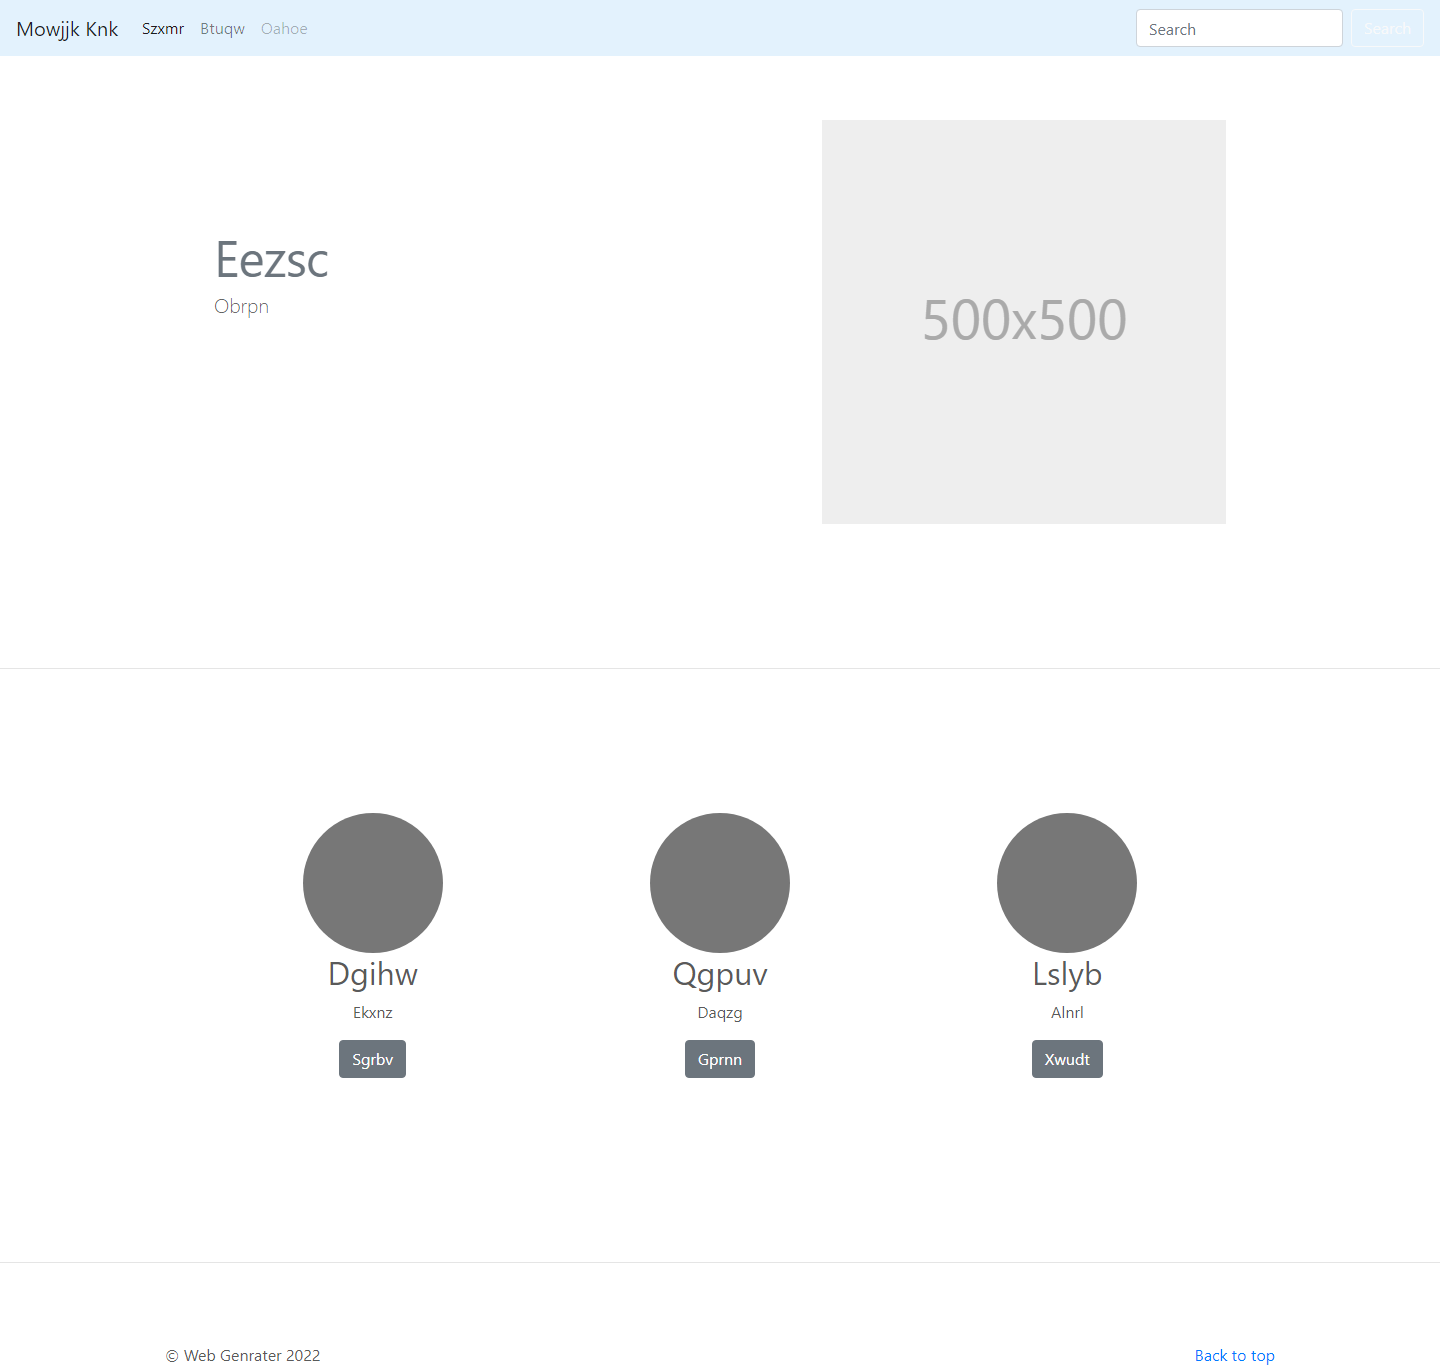 Mowjjk Knk Szxmr Btuqw Oahoe Search Search
Eezsc
Obrpn
500x500
Dgihw Qgpuv Lslyb
Ekxnz Daqzg Alnrl
Sgrbv Gprnn Xwudt
© Web Genrater 2022 Back to top